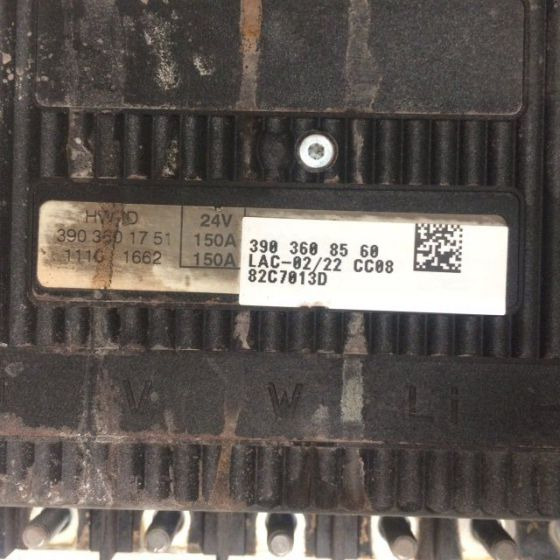 HW ID
390 360 17 51
1110 1662
24V
150A
150A
390 360 85 60
LAC-02/22 CC08
82C7013D
V W Li